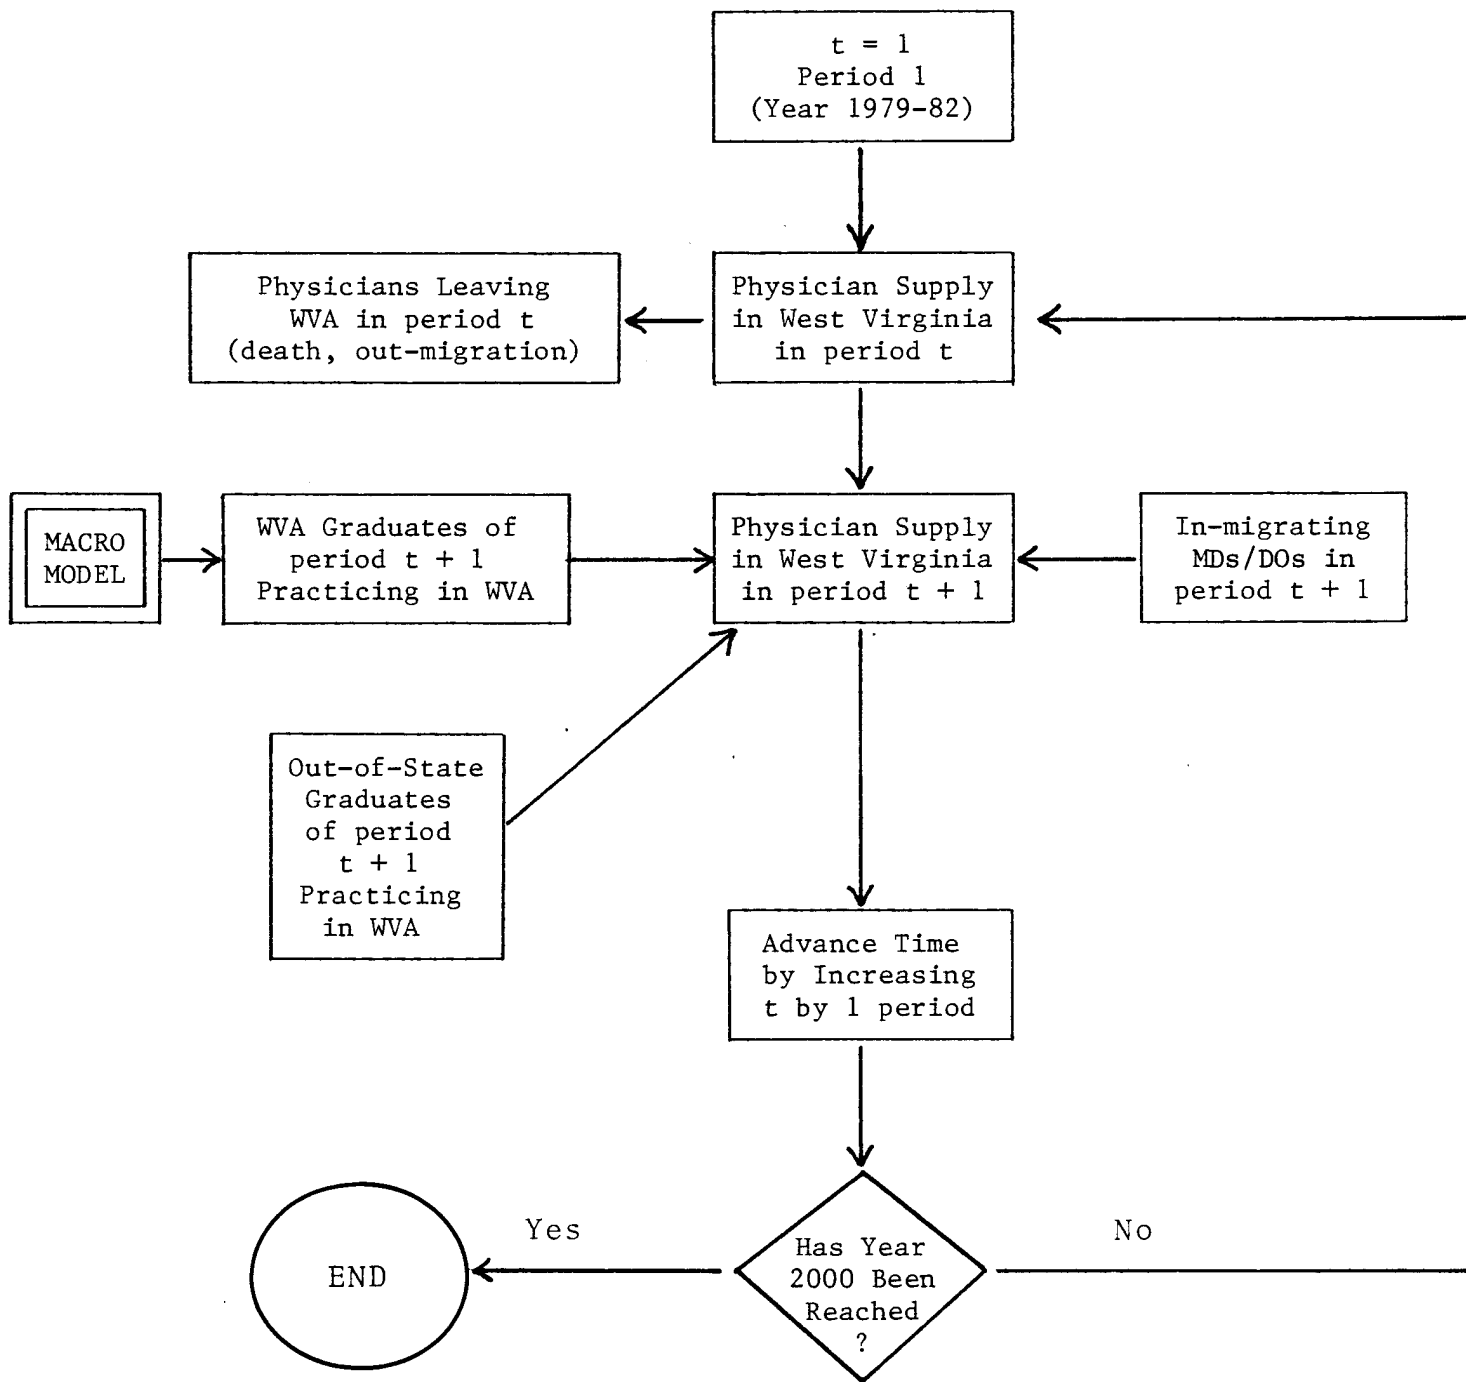 t = 1
Period 1
(Year 1979-82)
Physicians Leaving
WVA in period t
(death, out-migration)
Physician Supply
in West Virginia
in period t
MACRO
MODEL
WVA Graduates of
period t + 1
Practicing in WVA
Physician Supply
in West Virginia
in period t + 1
In-migrating
MDs/DOs in
period t + 1
Out-of-State
Graduates
of period
t + 1
Practicing
in WVA
Advance Time
by Increasing
t by 1 period
Yes
No
END
Has Year
2000 Been
Reached
?